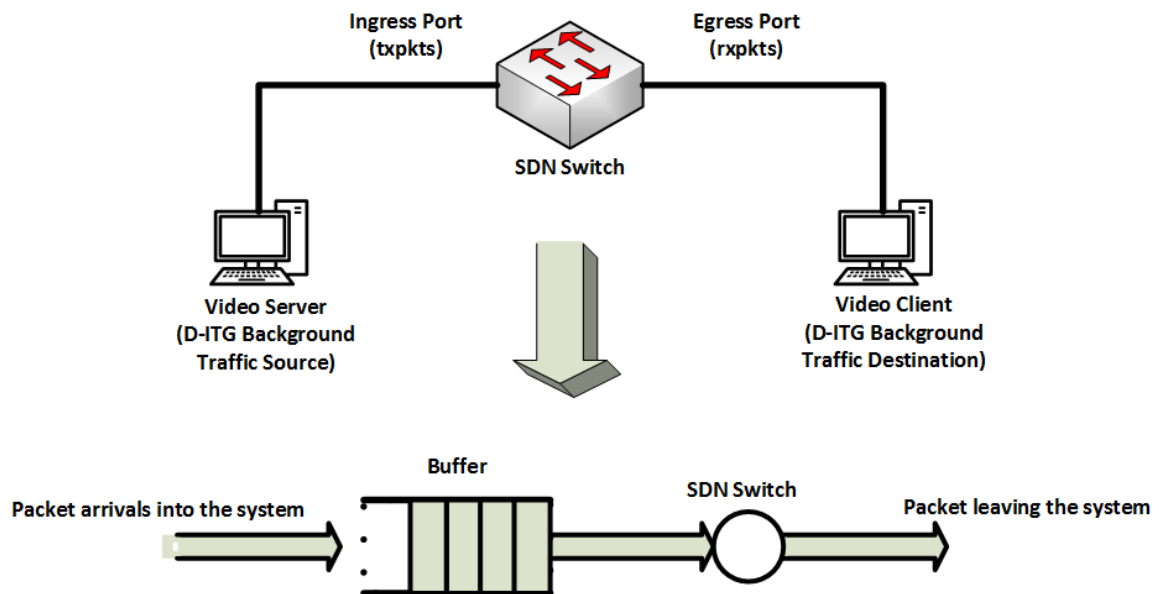 Ingress Port
(txpkts)
Egress Port
(rxpkts)
SDN Switch
Video Server
(D-ITG Background
Traffic Source)
Video Client
(D-ITG Background
Traffic Destination)
Buffer
SDN Switch
Packet arrivals into the system
Packet leaving the system